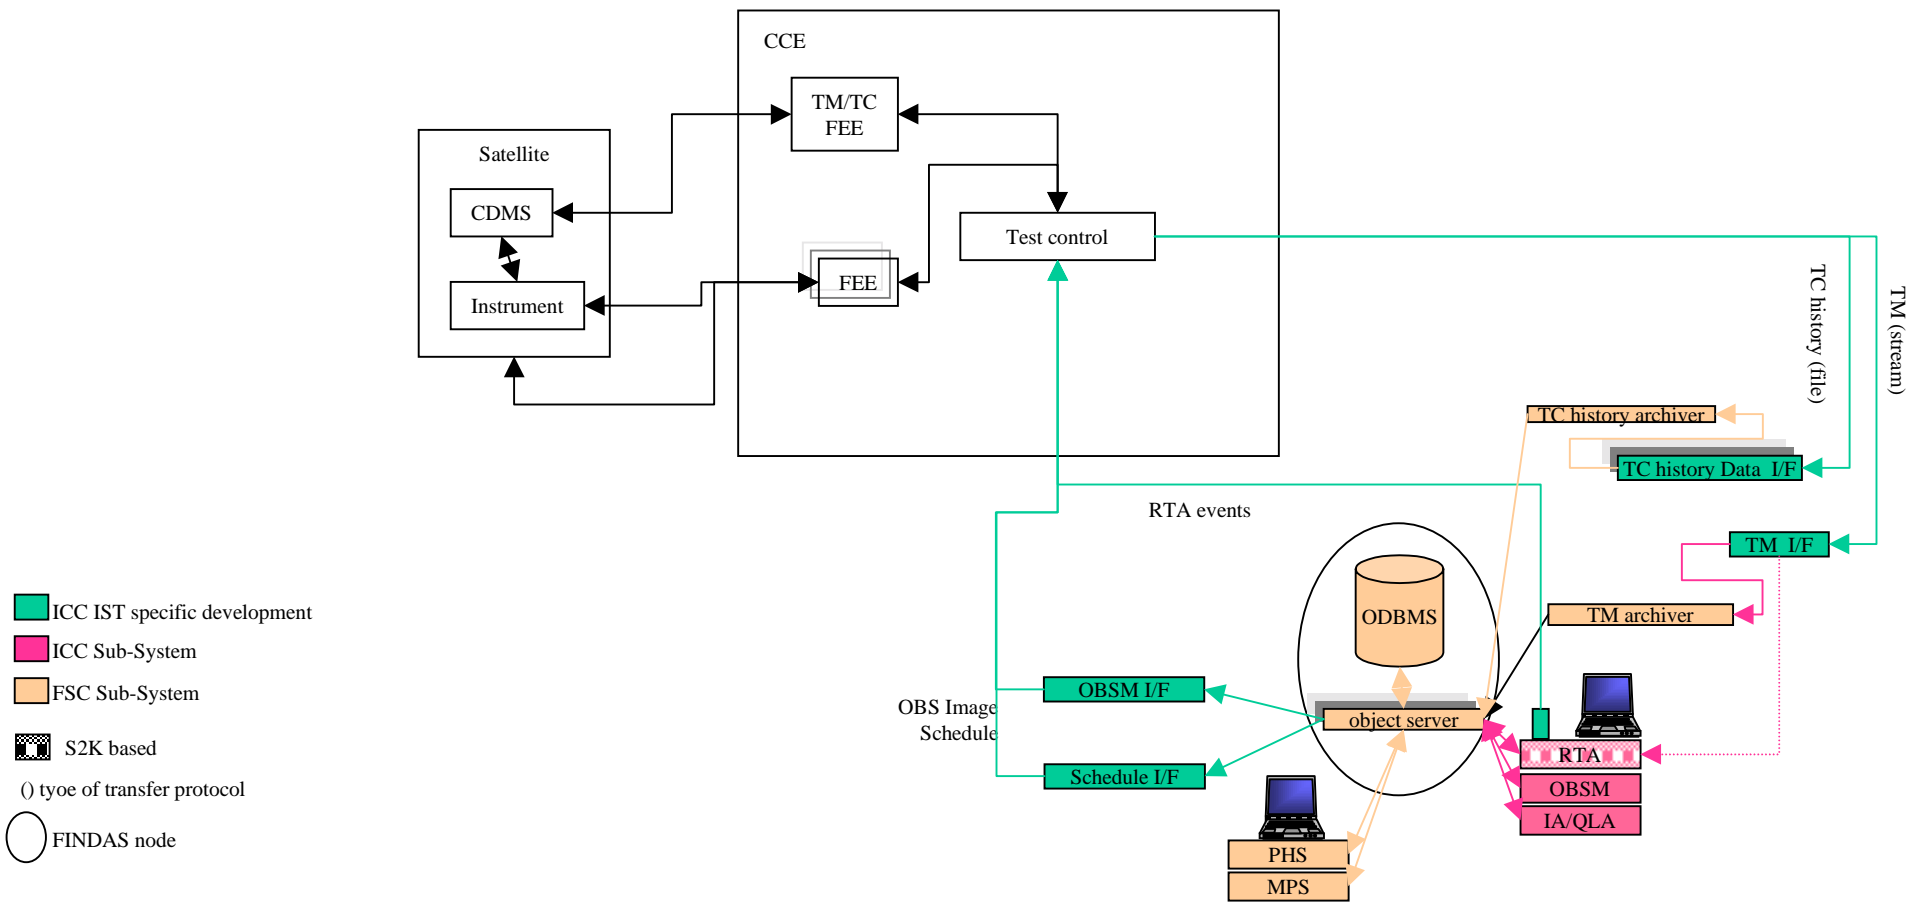 CCE
TM/TC
FEE
Satellite
CDMS
Test control
FEE
Instrument
TC history (file)
TM (stream)
TC history archiver
TC history Data I/F
RTA events
TM I/F
ICC IST specific development
ODBMS
TM archiver
ICC Sub-System
OBSM I/F
FSC Sub-System
OBS Image
Schedule
object server
S2K based
RTA
Schedule I/F
() tyoe of transfer protocol
OBSM
IA/QLA
FINDAS node
PHS
MPS